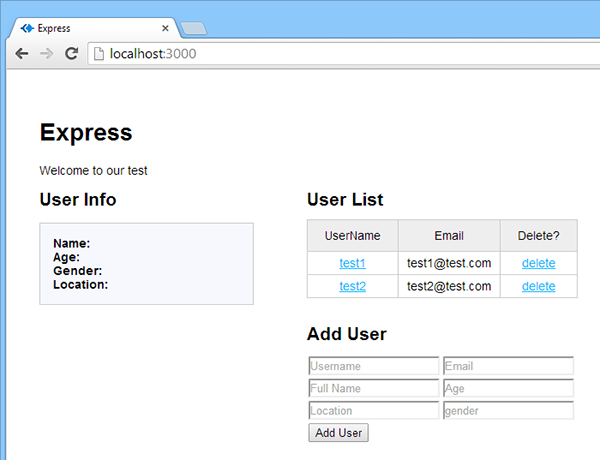 Express
localhost:3000
Express
Welcome to our test
User Info
Name:
Age:
Gender:
Location:
User List
UserName Email Delete?
test1 test1@test.com delete
test2 test2@test.com delete
Add User
Username Email
Full Name Age
Location gender
Add User